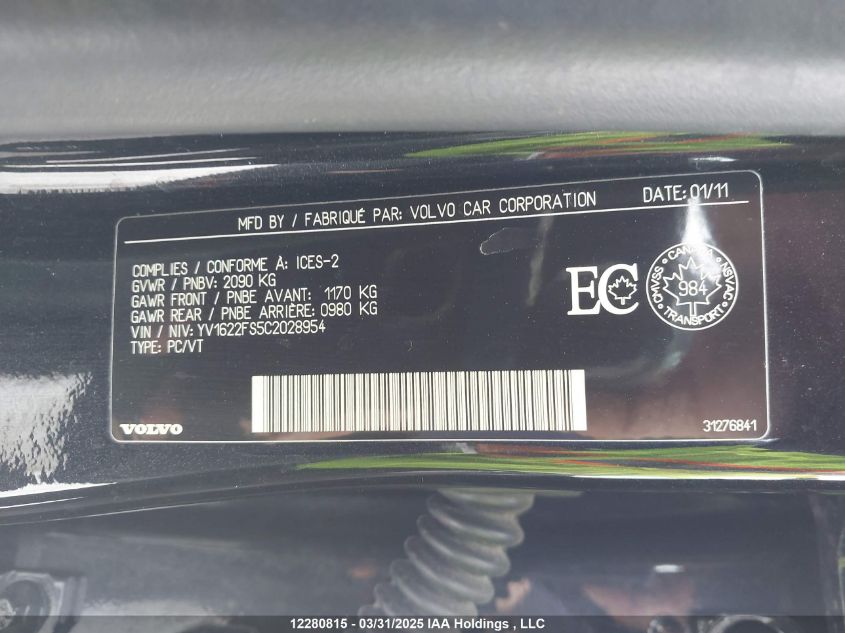 MFD BY / FABRIQUÉ PAR: VOLVO CAR CORPORATION DATE: 01/11
COMPLIES / CONFORME À: ICES-2
GVWR / PNBV: 2090 KG
GAWR FRONT / PNBE AVANT: 1170 KG
GAWR REAR / PNBE ARRIÈRE: 0980 KG
VIN / NIV: YV1622FS5C2028954
TYPE: PC/VT
EC
CANADA
CMVSS 984 NSVAC
TRANSPORT
VOLVO
31276841
12280815 - 03/31/2025 IAA Holdings , LLC